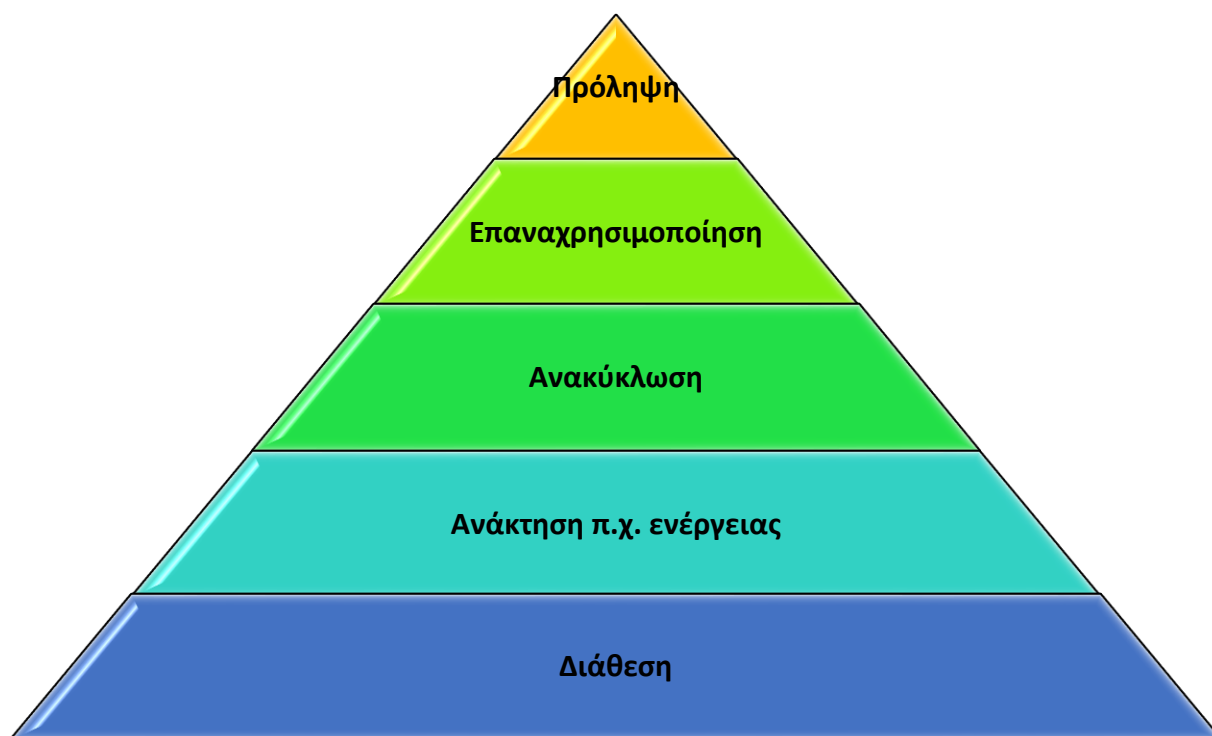 Πρόληψη
Επαναχρησιμοποίηση
Ανακύκλωση
Ανάκτηση π.χ. ενέργειας
Διάθεση